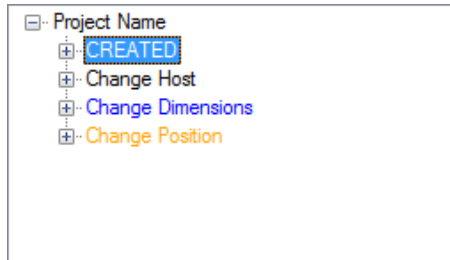 Project Name
CREATED
Change Host
Change Dimensions
Change Position